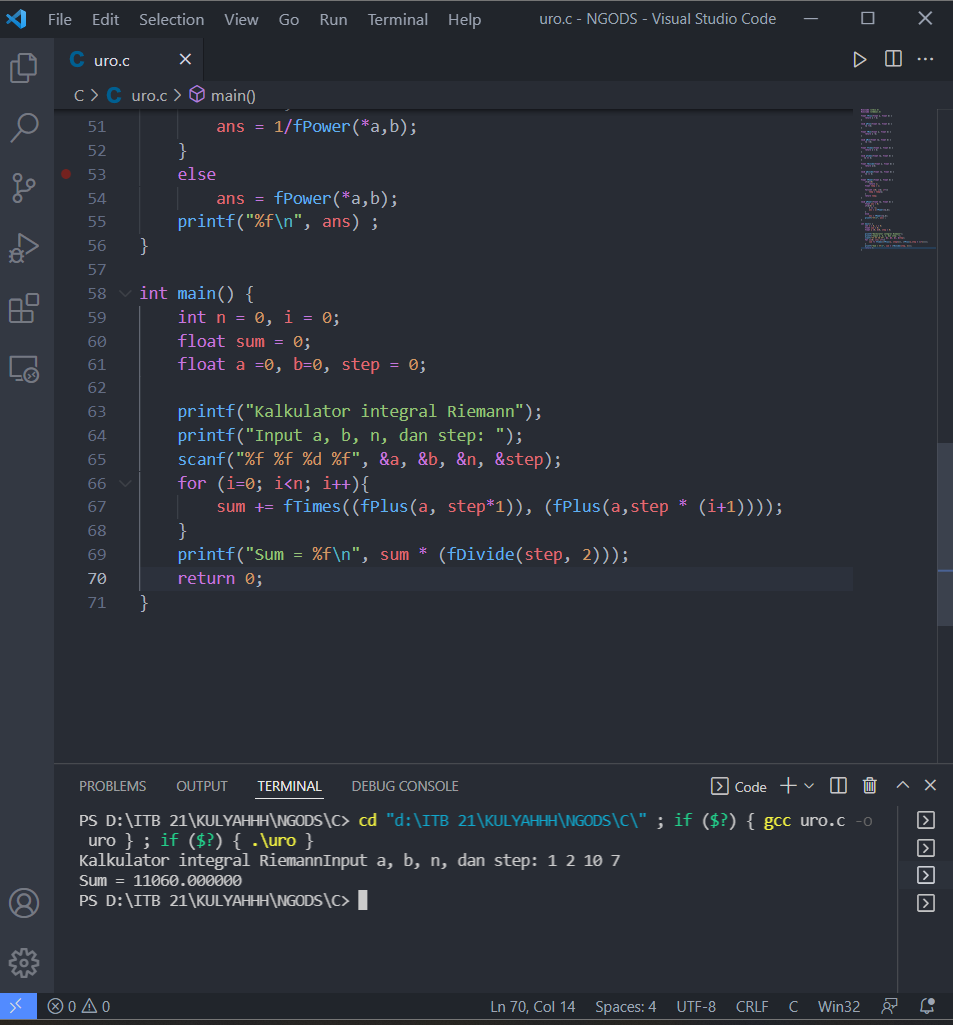 File Edit Selection View Go Run Terminal Help uro.c - NGODS - Visual Studio Code
C uro.c
C > C uro.c > main()
51 ans = 1/fPower(*a,b);
52 }
53 else
54 ans = fPower(*a,b);
55 printf("%f\n", ans) ;
56 }
57
58 int main() {
59 int n = 0, i = 0;
60 float sum = 0;
61 float a =0, b=0, step = 0;
62
63 printf("Kalkulator integral Riemann");
64 printf("Input a, b, n, dan step: ");
65 scanf("%f %f %d %f", &a, &b, &n, &step);
66 for (i=0; i<n; i++){
67 sum += fTimes((fPlus(a, step*1)), (fPlus(a,step * (i+1))));
68 }
69 printf("Sum = %f\n", sum * (fDivide(step, 2)));
70 return 0;
71 }
PROBLEMS OUTPUT TERMINAL DEBUG CONSOLE Code
PS D:\ITB 21\KULYAHHH\NGODS\C> cd "d:\ITB 21\KULYAHHH\NGODS\C\" ; if ($?) { gcc uro.c -o
uro } ; if ($?) { .\uro }
Kalkulator integral RiemannInput a, b, n, dan step: 1 2 10 7
Sum = 11060.000000
PS D:\ITB 21\KULYAHHH\NGODS\C>
0 0 Ln 70, Col 14 Spaces: 4 UTF-8 CRLF C Win32